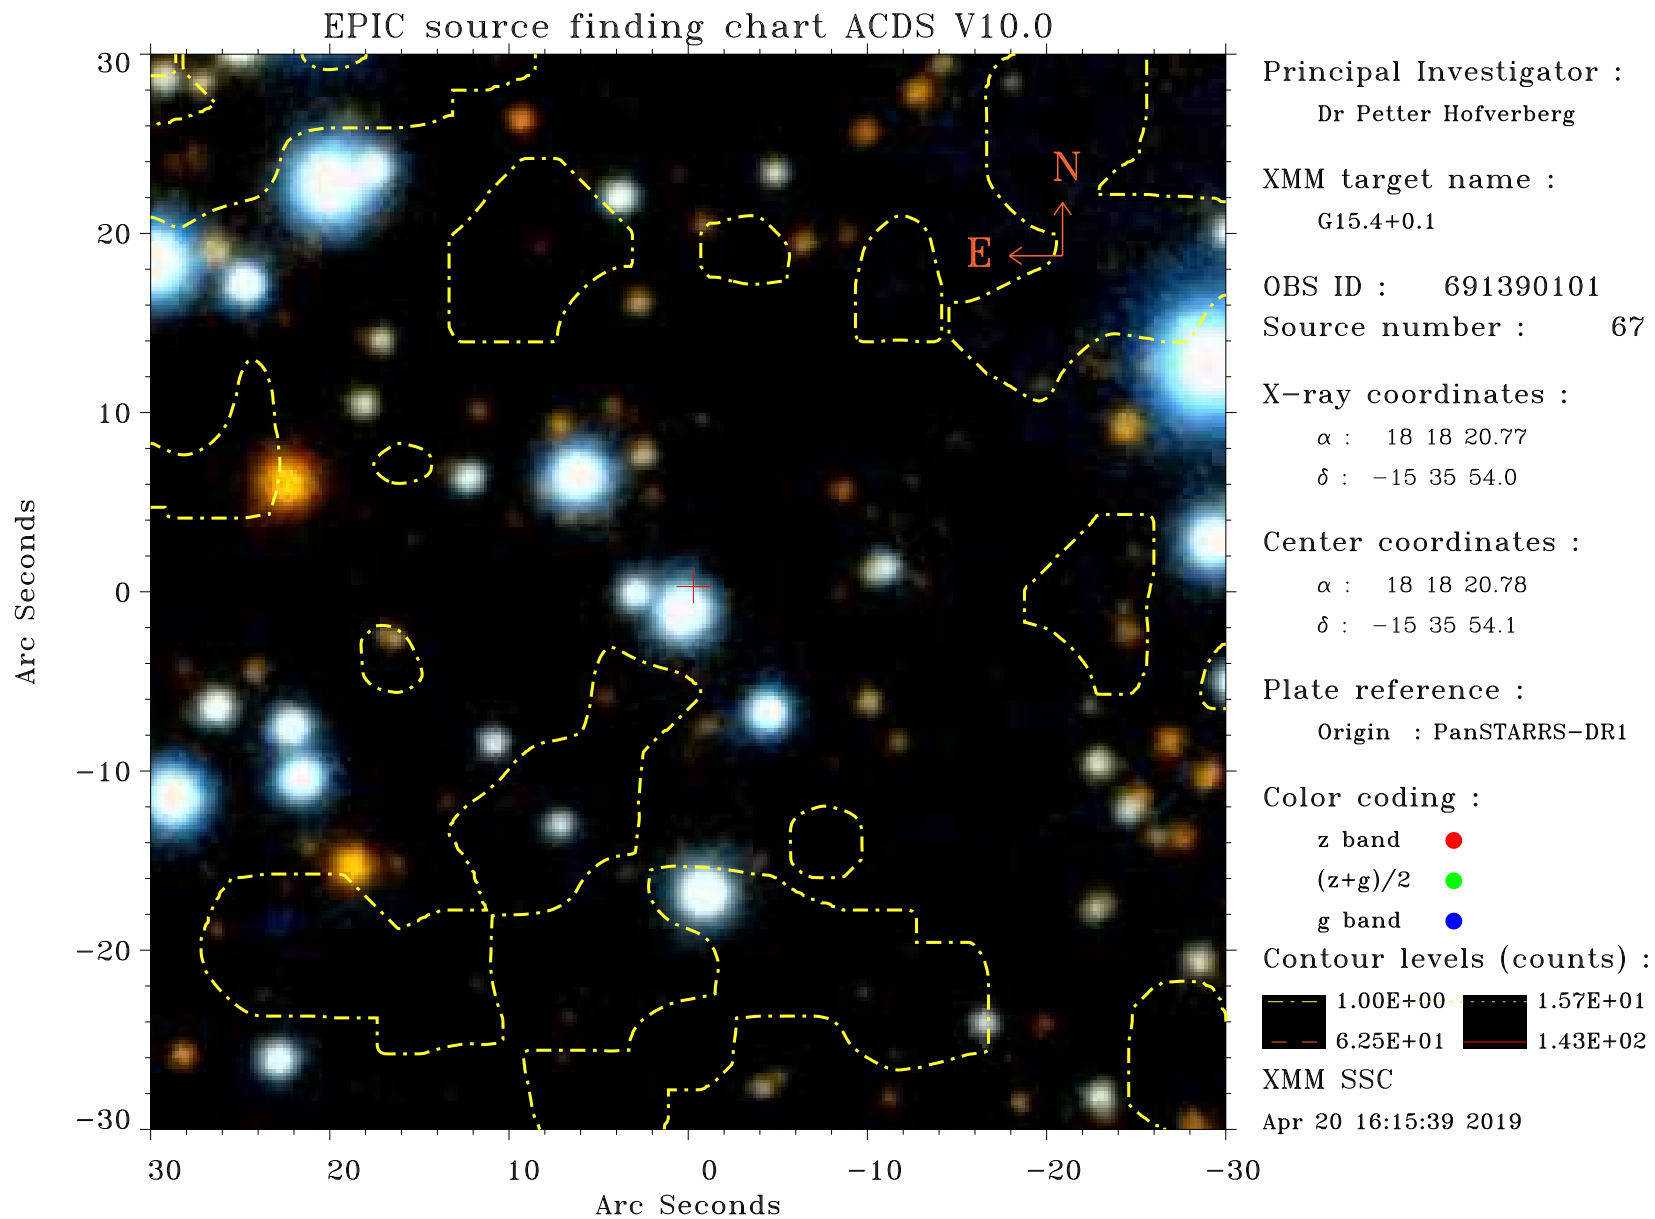 EPIC source finding chart ACDS V10.0
30
20
10
0
−10
−20
−30
Arc Seconds
30
20
10
0
−10
−20
−30
Arc Seconds
N
E
Principal Investigator :
Dr Petter Hofverberg
XMM target name :
G15.4+0.1
OBS ID : 691390101
Source number : 67
X−ray coordinates :
α : 18 18 20.77
δ : −15 35 54.0
Center coordinates :
α : 18 18 20.78
δ : −15 35 54.1
Plate reference :
Origin : PanSTARRS−DR1
Color coding :
z band
(z+g)/2
g band
Contour levels (counts) :
1.00E+00 1.57E+01
6.25E+01 1.43E+02
XMM SSC
Apr 20 16:15:39 2019